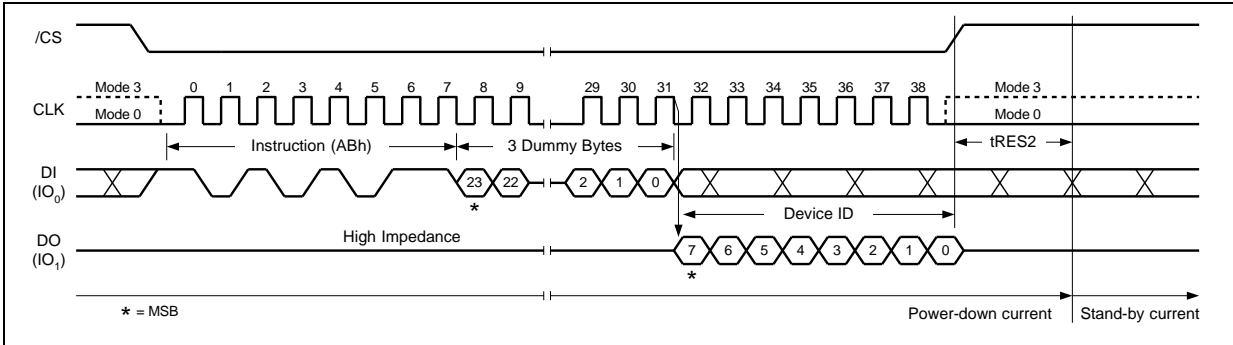 /CS
Mode 3 0 1 2 3 4 5 6 7 8 9 29 30 31 32 33 34 35 36 37 38 Mode 3
CLK
Mode 0 Mode 0
Instruction (ABh) 3 Dummy Bytes tRES2
DI
(IO0)
23 22 2 1 0
*
Device ID
High Impedance
DO
(IO1)
7 6 5 4 3 2 1 0
*
* = MSB
Power-down current Stand-by current